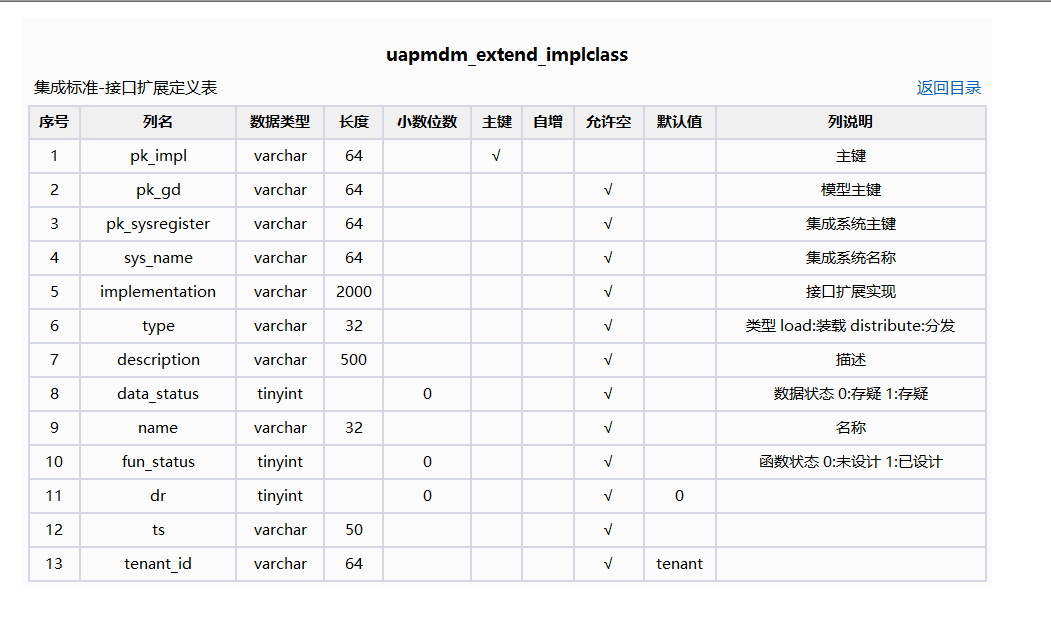 uapmdm_extend_implclass
集成标准-接口扩展定义表 返回目录
序号 列名 数据类型 长度 小数位数 主键 自增 允许空 默认值 列说明
1 pk_impl varchar 64 √ 主键
2 pk_gd varchar 64 √ 模型主键
3 pk_sysregister varchar 64 √ 集成系统主键
4 sys_name varchar 64 √ 集成系统名称
5 implementation varchar 2000 √ 接口扩展实现
6 type varchar 32 √ 类型 load:装载 distribute:分发
7 description varchar 500 √ 描述
8 data_status tinyint 0 √ 数据状态 0:存疑 1:存疑
9 name varchar 32 √ 名称
10 fun_status tinyint 0 √ 函数状态 0:未设计 1:已设计
11 dr tinyint 0 √ 0
12 ts varchar 50 √
13 tenant_id varchar 64 √ tenant